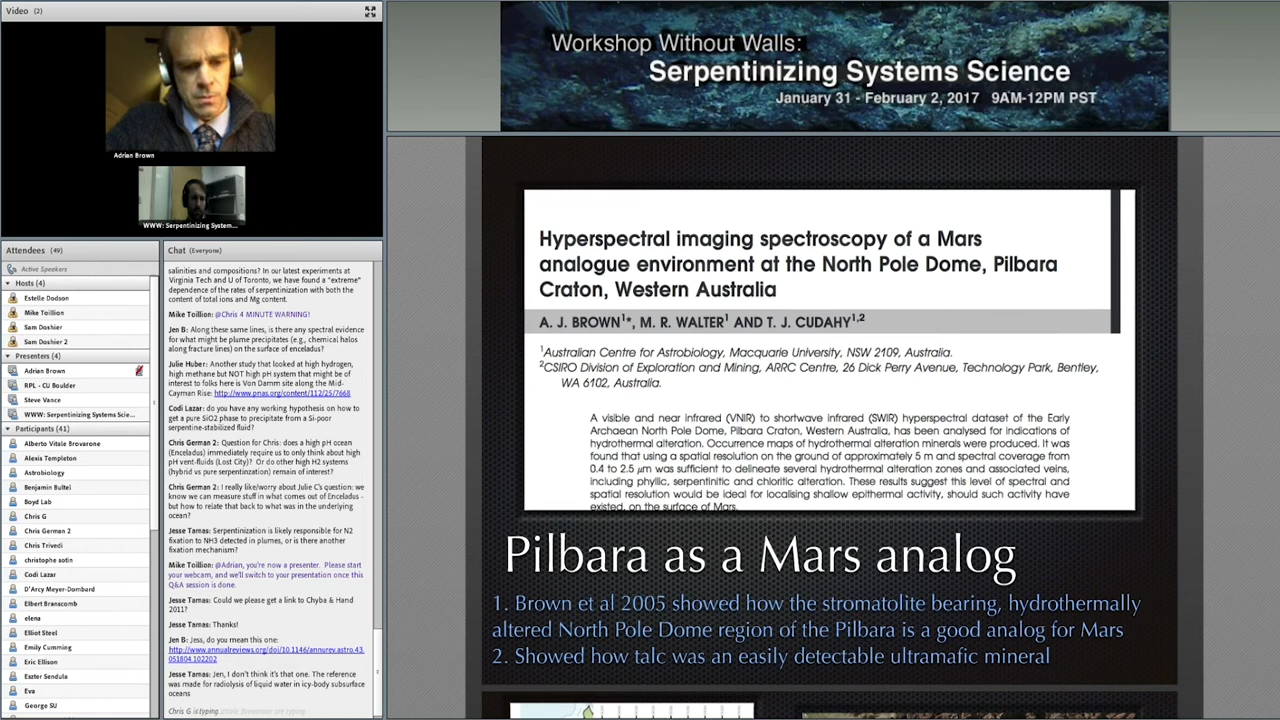 Video (2)
Adrian Brown
WWW: Serpentinizing System...
Attendees (49)
Active Speakers
Hosts (4)
Estelle Dodson
Mike Toillion
Sam Doshier
Sam Doshier 2
Presenters (4)
Adrian Brown
RPL - CU Boulder
Steve Vance
WWW: Serpentinizing Systems Scie...
Participants (41)
Alberto Vitale Brovarone
Alexis Templeton
Astrobiology
Benjamin Bultel
Boyd Lab
Chris G
Chris German 2
Chris Trivedi
christophe sotin
Codi Lazar
D'Arcy Meyer-Dombard
Elbert Branscomb
elena
Elliot Steel
Emily Cumming
Eric Ellison
Eszter Sendula
Eva
George SU
Chat (Everyone)
salinities and compositions? In our latest experiments at
Virginia Tech and U of Toronto, we have found a "extreme"
dependence of the rates of serpentinization with both the
content of total ions and Mg content.
Mike Toillion: @Chris 4 MINUTE WARNING!
Jen B: Along these same lines, is there any spectral evidence
for what might be plume precipitates (e.g., chemical halos
along fracture lines) on the surface of enceladus?
Julie Huber: Another study that looked at high hydrogen,
high methane but NOT high pH system that might be of
interest to folks here is Von Damm site along the Mid-
Cayman Rise: http://www.pnas.org/content/112/25/7668
Codi Lazar: do you have any working hypothesis on how to
get a pure SiO2 phase to precipitate from a Si-poor
serpentine-stabilized fluid?
Chris German 2: Question for Chris: does a high pH ocean
(Enceladus) immediate require us to only think about high
pH vent-fluids (Lost City)? Or do other high H2 systems
(hybrid vs pure serpentinzation) remain of interest?
Chris German 2: I really like/worry about Julie C's question: we
know we can measure stuff in what comes out of Enceladus -
but how to relate that back to what was in the underlying
ocean?
Jesse Tamas: Serpentinization is likely responsible for N2
fixation to NH3 detected in plumes, or is there another
fixation mechanism?
Mike Toillion: @Adrian, you're now a presenter. Please start
your webcam, and we'll switch to your presentation once this
Q&A session is done.
Jesse Tamas: Could we please get a link to Chyba & Hand
2011?
Jesse Tamas: Thanks!
Jen B: Jess, do you mean this one:
http://www.annualreviews.org/doi/10.1146/annurev.astro.43.
051804.102202
Jesse Tamas: Jen, I don't think it's that one. The reference
was made for radiolysis of liquid water in icy-body subsurface
oceans
Chris G is typing
Workshop Without Walls:
Serpentinizing Systems Science
January 31 - February 2, 2017 9AM-12PM PST
Hyperspectral imaging spectroscopy of a Mars
analogue environment at the North Pole Dome, Pilbara
Craton, Western Australia
A. J. BROWN1*, M. R. WALTER1 AND T. J. CUDAHY1,2
1Australian Centre for Astrobiology, Macquarie University, NSW 2109, Australia.
2CSIRO Division of Exploration and Mining, ARRC Centre, 26 Dick Perry Avenue, Technology Park, Bentley,
WA 6102, Australia.
A visible and near infrared (VNIR) to shortwave infrared (SWIR) hyperspectral dataset of the Early
Archaean North Pole Dome, Pilbara Craton, Western Australia, has been analysed for indications of
hydrothermal alteration. Occurrence maps of hydrothermal alteration minerals were produced. It was
found that using a spatial resolution on the ground of approximately 5 m and spectral coverage from
0.4 to 2.5 μm was sufficient to delineate several hydrothermal alteration zones and associated veins,
including phyllic, serpentinitic and chloritic alteration. These results suggest this level of spectral and
spatial resolution would be ideal for localising shallow epithermal activity, should such activity have
existed, on the surface of Mars.
Pilbara as a Mars analog
1. Brown et al 2005 showed how the stromatolite bearing, hydrothermally
altered North Pole Dome region of the Pilbara is a good analog for Mars
2. Showed how talc was an easily detectable ultramafic mineral